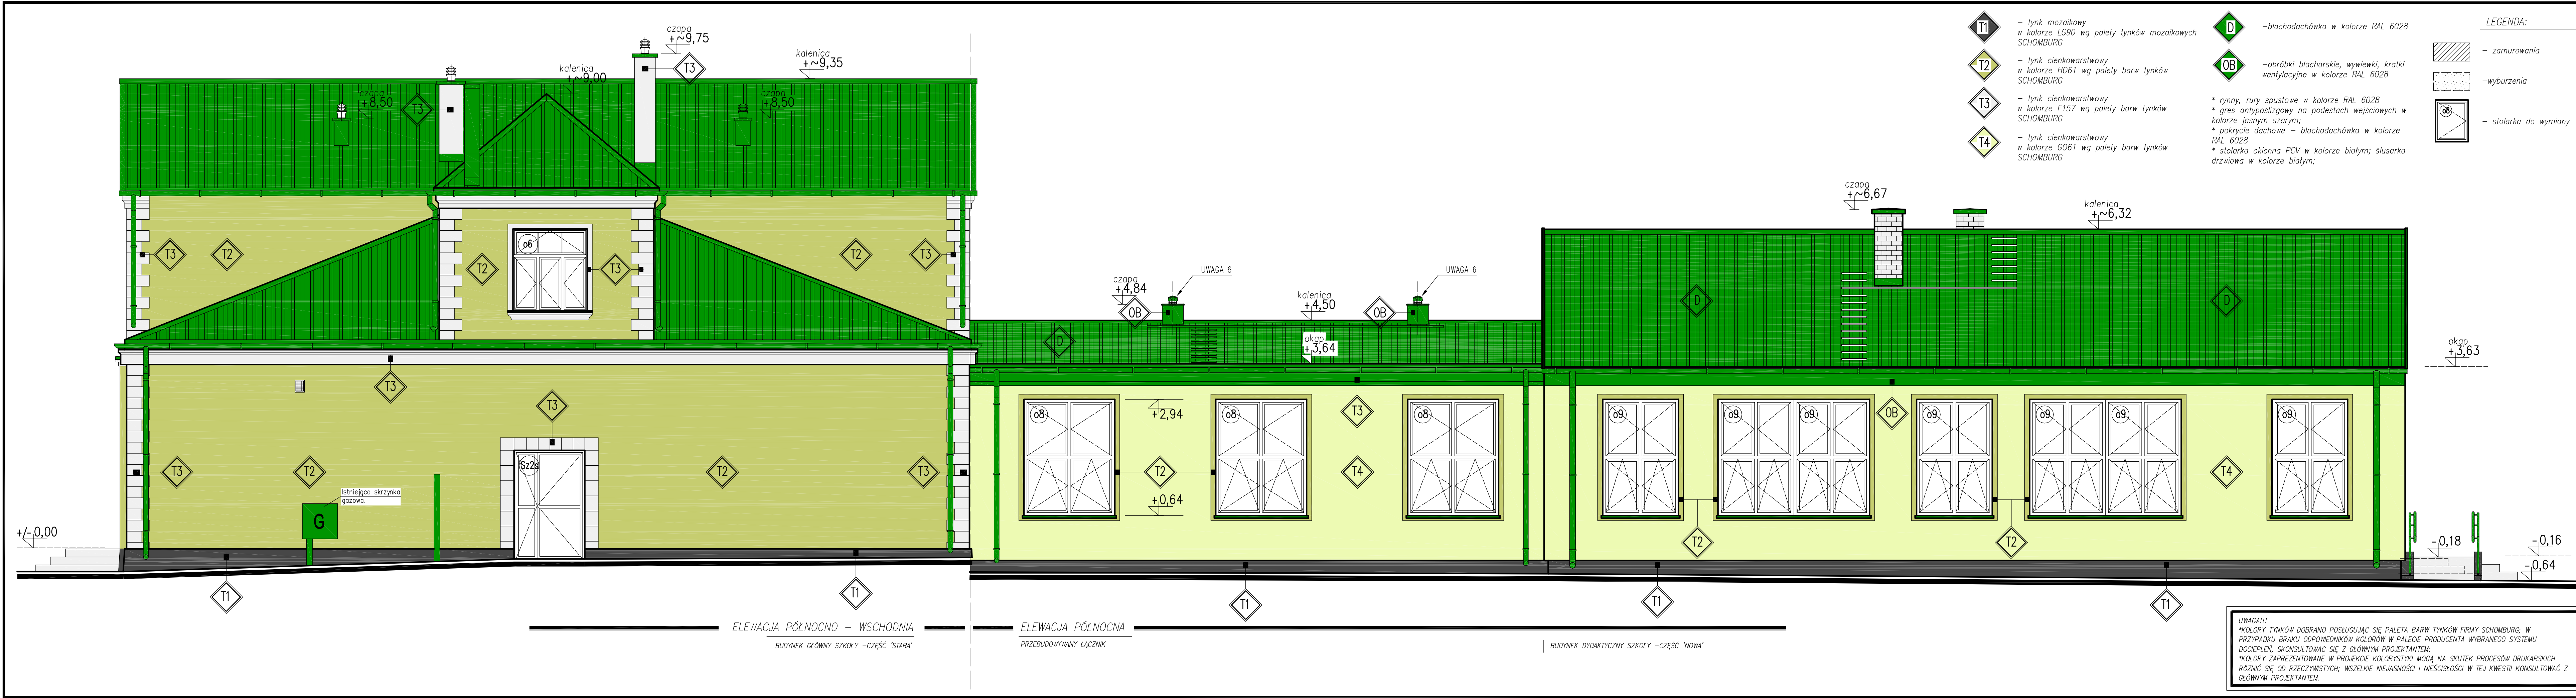 czapa
+~9,75
T3
kalenica
+~9,35
kalenica
+~9,00
czapa
+8,50
T3
czapa
+8,50
T3
T2
T2
o6
T3
T2
T3
T3
T3
T3
T2
Sz2s
T2
T3
Istniejąca skrzynka
gazowa.
G
+/-0,00
T1
T1
czapa
+4,84
UWAGA 6
OB
kalenica
+4,50
UWAGA 6
OB
D
okap
+3,64
o8
+2,94
o8
o8
T3
T2
T4
+0,64
T1
czapa
+~6,67
kalenica
+~6,32
D
D
okap
+3,63
o9
o9
o9
o9
o9
o9
o9
OB
T4
T2
T2
T1
T1
-0,18
-0,16
-0,64
T1
- tynk mozaikowy
w kolorze LG90 wg palety tynków mozaikowych
SCHOMBURG
T2
- tynk cienkowarstwowy
w kolorze H061 wg palety barw tynków
SCHOMBURG
T3
- tynk cienkowarstwowy
w kolorze F157 wg palety barw tynków
SCHOMBURG
T4
- tynk cienkowarstwowy
w kolorze G061 wg palety barw tynków
SCHOMBURG
D
-blachodachówka w kolorze RAL 6028
OB
-obróbki blacharskie, wywiewki, kratki
wentylacyjne w kolorze RAL 6028
* rynny, rury spustowe w kolorze RAL 6028
* gres antypoślizgowy na podestach wejściowych w
kolorze jasnym szarym;
* pokrycie dachowe - blachodachówka w kolorze
RAL 6028
* stolarka okienna PCV w kolorze białym; ślusarka
drzwiowa w kolorze białym;
LEGENDA:
- zamurowania
-wyburzenia
o8
- stolarka do wymiany
ELEWACJA PÓŁNOCNO - WSCHODNIA
BUDYNEK GŁÓWNY SZKOŁY -CZĘŚĆ "STARA"
ELEWACJA PÓŁNOCNA
PRZEBUDOWYWANY ŁĄCZNIK
BUDYNEK DYDAKTYCZNY SZKOŁY -CZĘŚĆ "NOWA"
UWAGA!!!
*KOLORY TYNKÓW DOBRANO POSŁUGUJĄC SIĘ PALETĄ BARW TYNKÓW FIRMY SCHOMBURG; W
PRZYPADKU BRAKU ODPOWIEDNIKÓW KOLORÓW W PALECIE PRODUCENTA WYBRANEGO SYSTEMU
DOCIEPLEŃ, SKONSULTOWAĆ SIĘ Z GŁÓWNYM PROJEKTANTEM;
*KOLORY ZAPREZENTOWANE W PROJEKCIE KOLORYSTYKI MOGĄ NA SKUTEK PROCESÓW DRUKARSKICH
RÓŻNIĆ SIĘ OD RZECZYWISTYCH; WSZELKIE NIEJASNOŚCI I NIEŚCISŁOŚCI W TEJ KWESTII KONSULTOWAĆ Z
GŁÓWNYM PROJEKTANTEM.